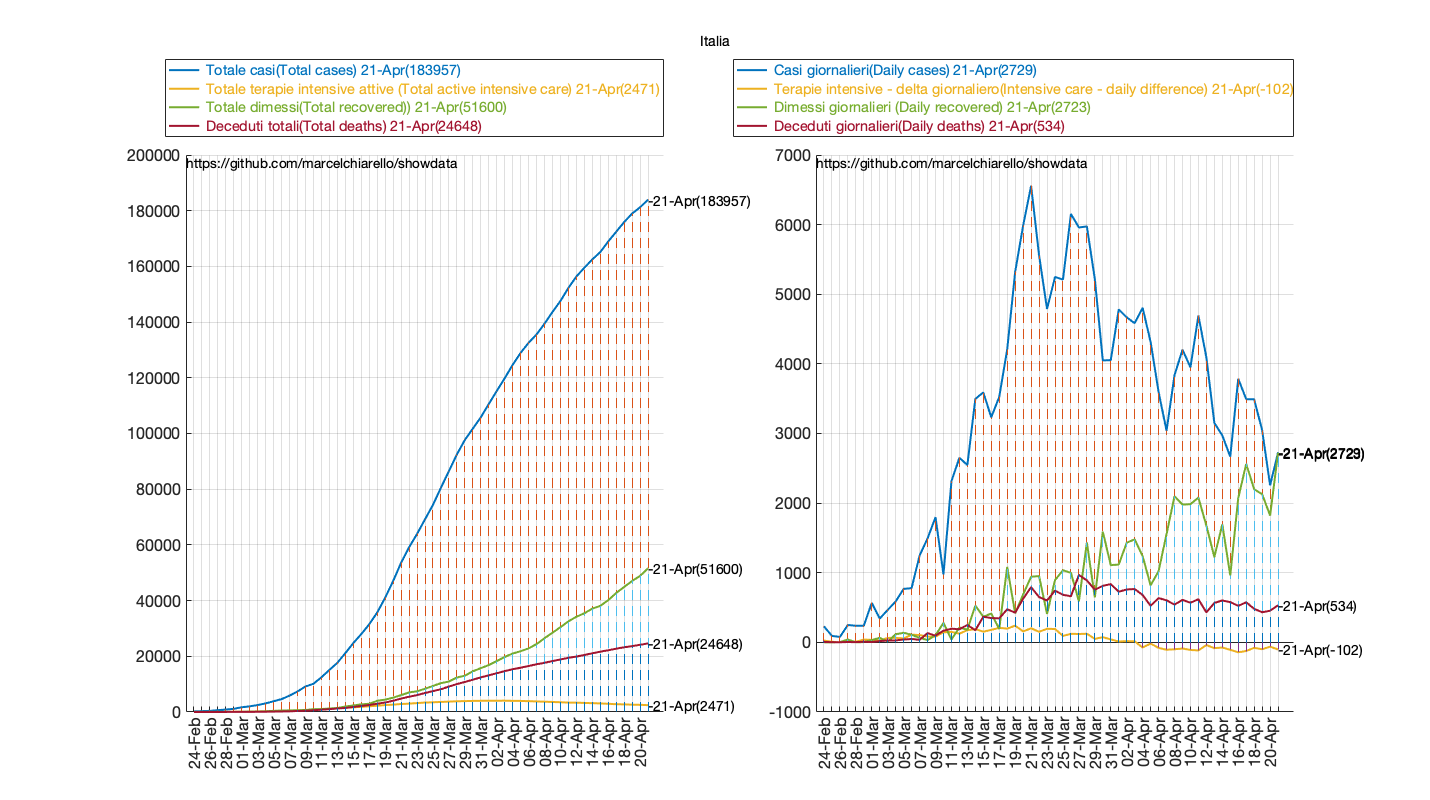 Italia
Totale casi(Total cases) 21-Apr(183957)
Totale terapie intensive attive (Total active intensive care) 21-Apr(2471)
Totale dimessi(Total recovered)) 21-Apr(51600)
Deceduti totali(Total deaths) 21-Apr(24648)
https://github.com/marcelchiarello/showdata
200000
180000
160000
140000
120000
100000
80000
60000
40000
20000
0
-21-Apr(183957)
-21-Apr(51600)
-21-Apr(24648)
-21-Apr(2471)
24-Feb
26-Feb
28-Feb
01-Mar
03-Mar
05-Mar
07-Mar
09-Mar
11-Mar
13-Mar
15-Mar
17-Mar
19-Mar
21-Mar
23-Mar
25-Mar
27-Mar
29-Mar
31-Mar
02-Apr
04-Apr
06-Apr
08-Apr
10-Apr
12-Apr
14-Apr
16-Apr
18-Apr
20-Apr
Casi giornalieri(Daily cases) 21-Apr(2729)
Terapie intensive - delta giornaliero(Intensive care - daily difference) 21-Apr(-102)
Dimessi giornalieri (Daily recovered) 21-Apr(2723)
Deceduti giornalieri(Daily deaths) 21-Apr(534)
https://github.com/marcelchiarello/showdata
7000
6000
5000
4000
3000
2000
1000
0
-1000
-21-Apr(2729)
-21-Apr(534)
-21-Apr(-102)
24-Feb
26-Feb
28-Feb
01-Mar
03-Mar
05-Mar
07-Mar
09-Mar
11-Mar
13-Mar
15-Mar
17-Mar
19-Mar
21-Mar
23-Mar
25-Mar
27-Mar
29-Mar
31-Mar
02-Apr
04-Apr
06-Apr
08-Apr
10-Apr
12-Apr
14-Apr
16-Apr
18-Apr
20-Apr